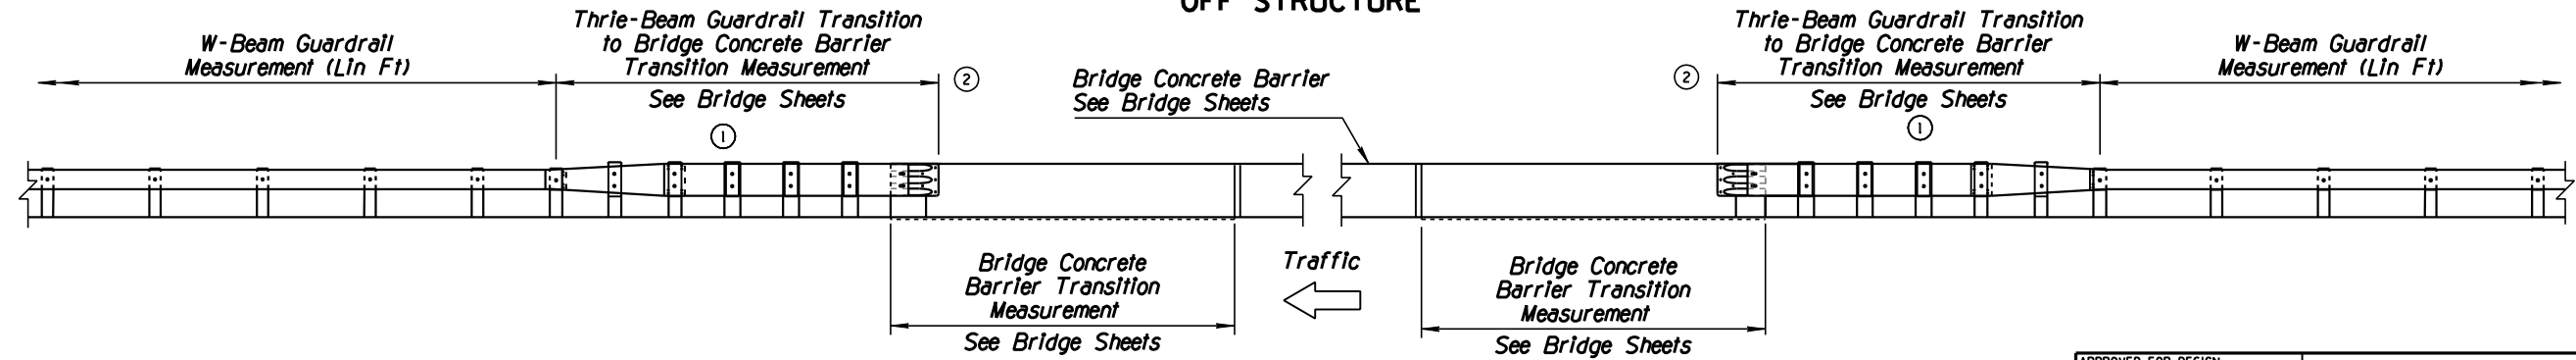 OFF STRUCTURE
W-Beam Guardrail
Measurement (Lin Ft)
Thrie-Beam Guardrail Transition
to Bridge Concrete Barrier
Transition Measurement
See Bridge Sheets
1
2
Bridge Concrete Barrier
See Bridge Sheets
2
Thrie-Beam Guardrail Transition
to Bridge Concrete Barrier
Transition Measurement
See Bridge Sheets
1
W-Beam Guardrail
Measurement (Lin Ft)
Bridge Concrete
Barrier Transition
Measurement
See Bridge Sheets
Traffic
Bridge Concrete
Barrier Transition
Measurement
See Bridge Sheets
APPROVED FOR DESIGN